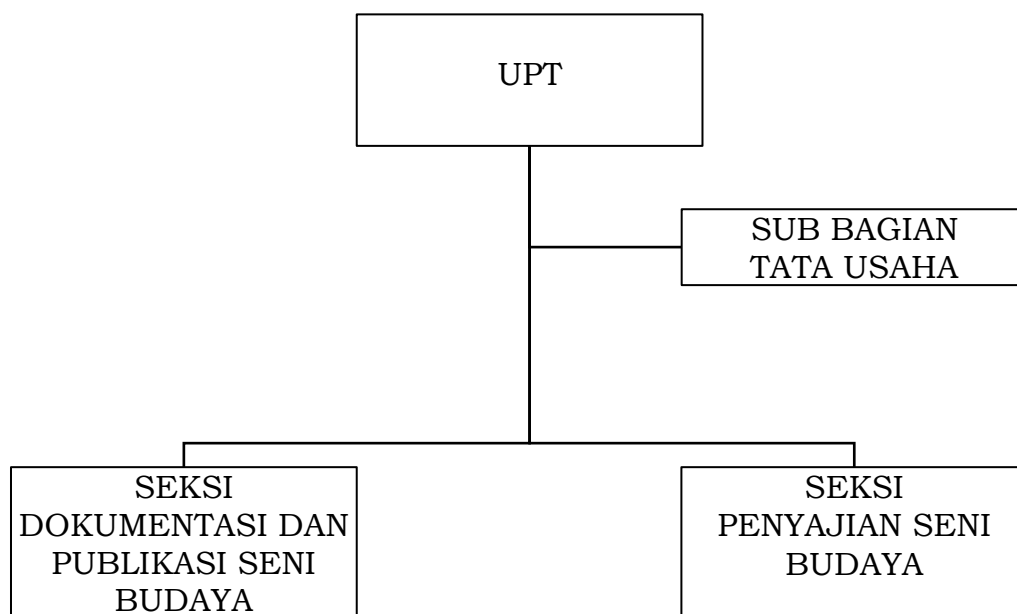 UPT
SUB BAGIAN
TATA USAHA
SEKSI
DOKUMENTASI DAN
PUBLIKASI SENI
BUDAYA
SEKSI
PENYAJIAN SENI
BUDAYA